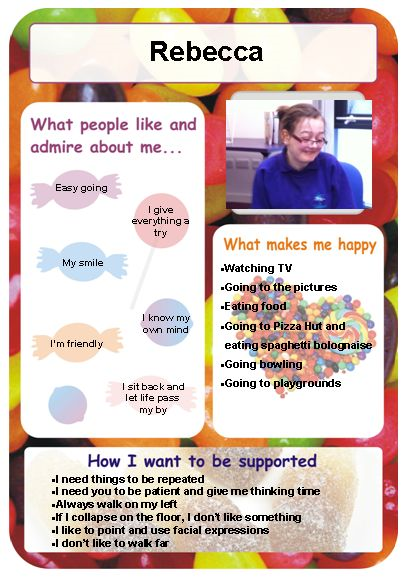 Rebecca
What people like and
admire about me...
Easy going
I give
everything a
try
My smile
I know my
own mind
I'm friendly
I sit back and
let life pass
my by
What makes me happy
•Watching TV
•Going to the pictures
•Eating food
•Going to Pizza Hut and
eating spaghetti bolognaise
•Going bowling
•Going to playgrounds
How I want to be supported
•I need things to be repeated
•I need you to be patient and give me thinking time
•Always walk on my left
•If I collapse on the floor, I don't like something
•I like to point and use facial expressions
•I don't like to walk far